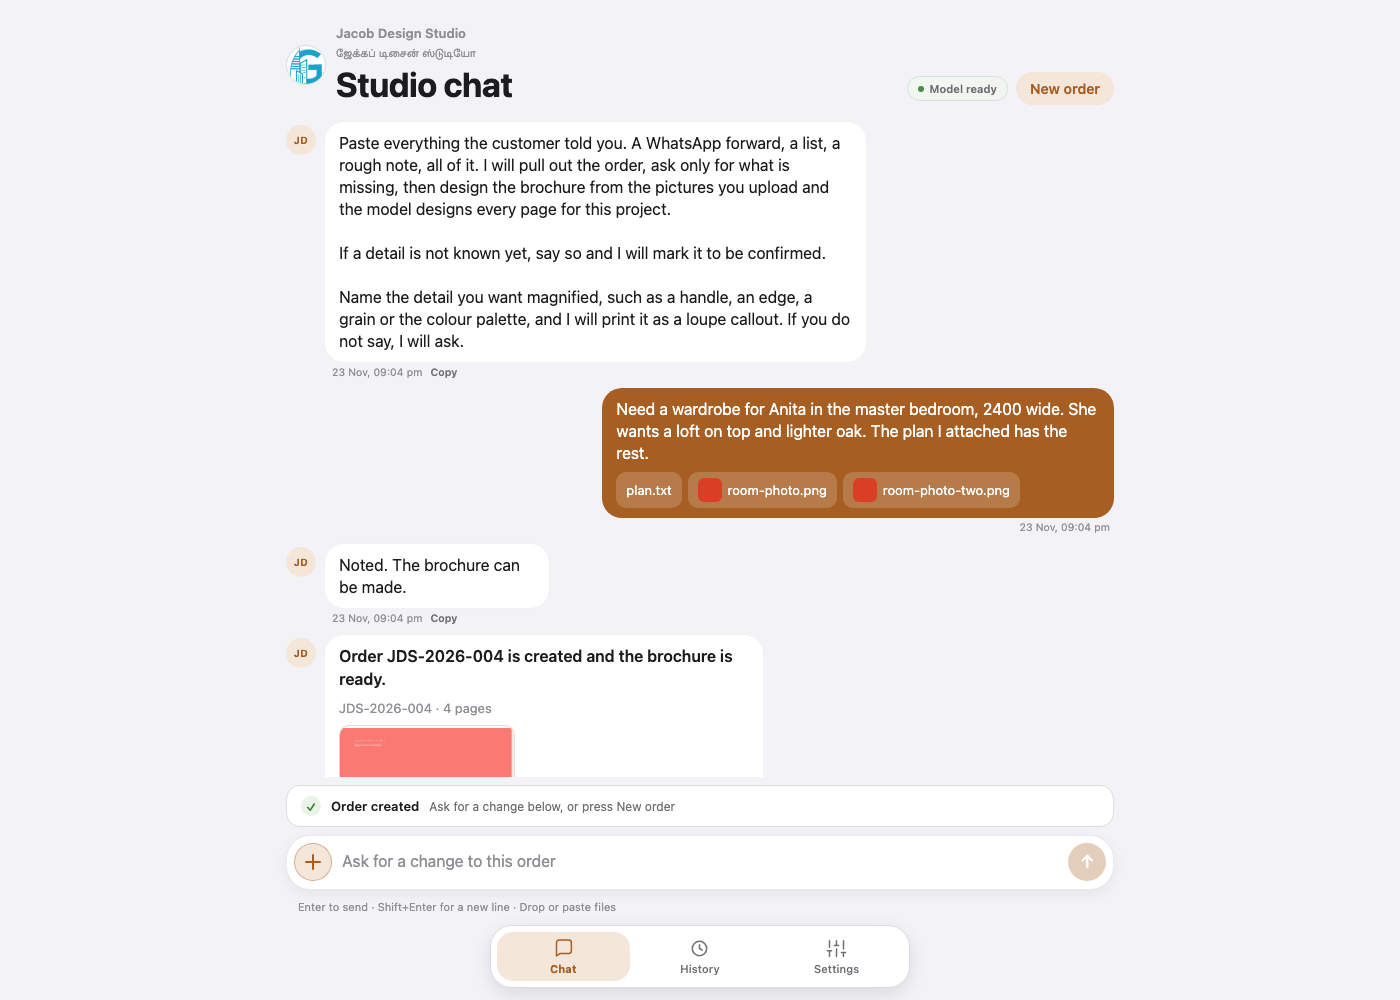 Jacob Design Studio
ஜேக்கப் டிசைன் ஸ்டுடியோ
Studio chat
Model ready
New order
JD
Paste everything the customer told you. A WhatsApp forward, a list, a
rough note, all of it. I will pull out the order, ask only for what is
missing, then design the brochure from the pictures you upload and
the model designs every page for this project.
If a detail is not known yet, say so and I will mark it to be confirmed.
Name the detail you want magnified, such as a handle, an edge, a
grain or the colour palette, and I will print it as a loupe callout. If you do
not say, I will ask.
23 Nov, 09:04 pm Copy
Need a wardrobe for Anita in the master bedroom, 2400 wide. She
wants a loft on top and lighter oak. The plan I attached has the
rest.
plan.txt room-photo.png room-photo-two.png
23 Nov, 09:04 pm
JD
Noted. The brochure can
be made.
23 Nov, 09:04 pm Copy
JD
Order JDS-2026-004 is created and the brochure is
ready.
JDS-2026-004 · 4 pages
Order created Ask for a change below, or press New order
Ask for a change to this order
Enter to send · Shift+Enter for a new line · Drop or paste files
Chat History Settings